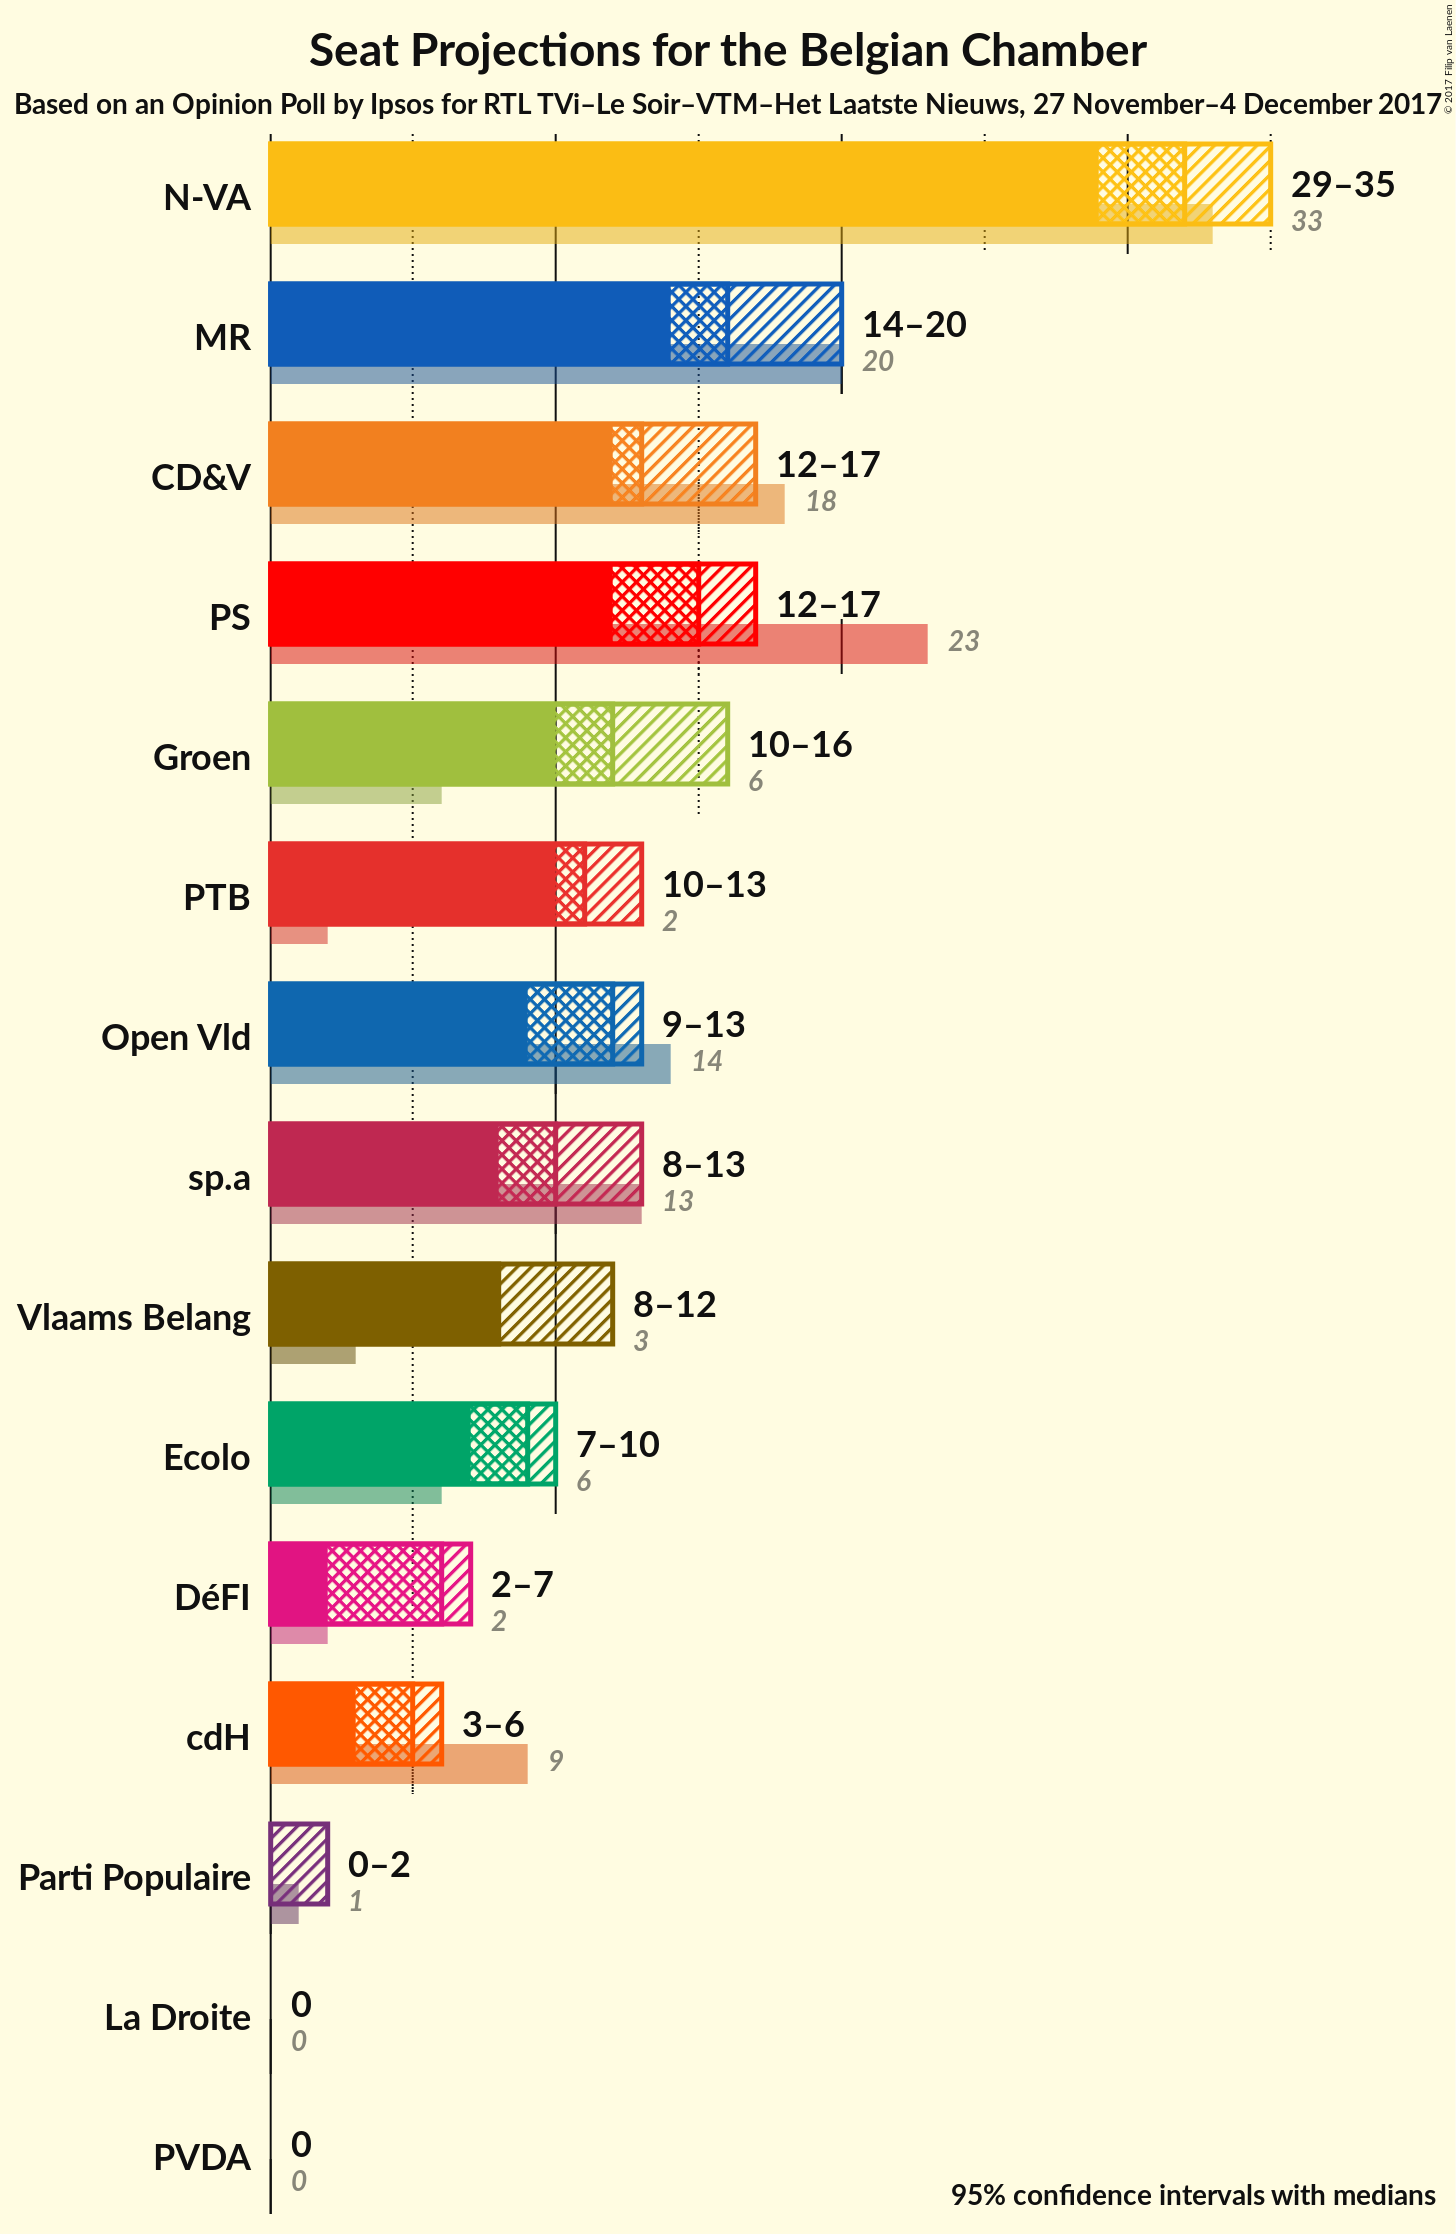 Seat Projections for the Belgian Chamber
Based on an Opinion Poll by Ipsos for RTL TVi–Le Soir–VTM–Het Laatste Nieuws, 27 November–4 December 2017
© 2017 Filip van Laenen
N-VA
29–35
33
MR
14–20
20
CD&V
12–17
18
PS
12–17
23
Groen
10–16
6
PTB
10–13
2
Open Vld
9–13
14
sp.a
8–13
13
Vlaams Belang
8–12
3
Ecolo
7–10
6
DéFI
2–7
2
cdH
3–6
9
Parti Populaire
0–2
1
La Droite
0
0
PVDA
0
0
95% confidence intervals with medians